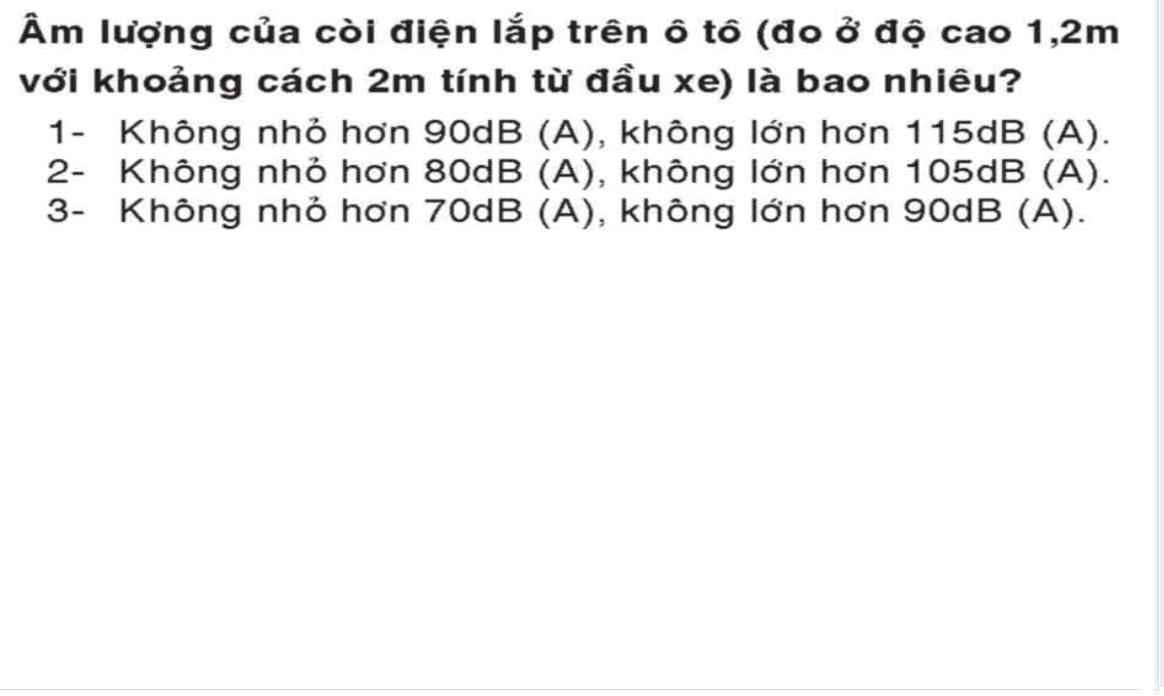 Âm lượng của còi điện lắp trên ô tô (đo ở độ cao 1,2m
với khoảng cách 2m tính từ đầu xe) là bao nhiêu?
1- Không nhỏ hơn 90dB (A), không lớn hơn 115dB (A).
2- Không nhỏ hơn 80dB (A), không lớn hơn 105dB (A).
3- Không nhỏ hơn 70dB (A), không lớn hơn 90dB (A).